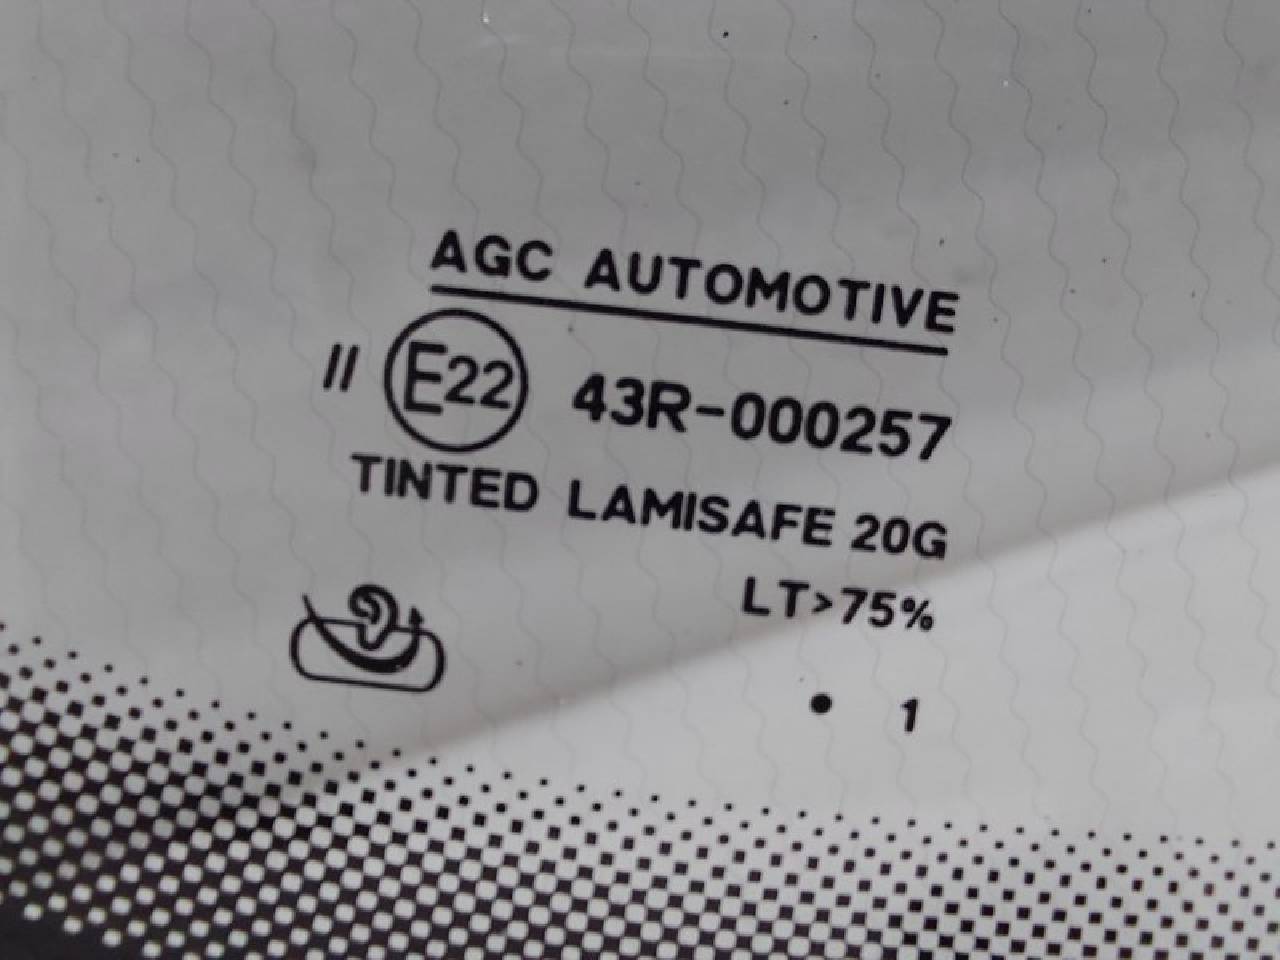 AGC AUTOMOTIVE
II E22 43R-000257
TINTED LAMISAFE 20G
LT>75%
• 1